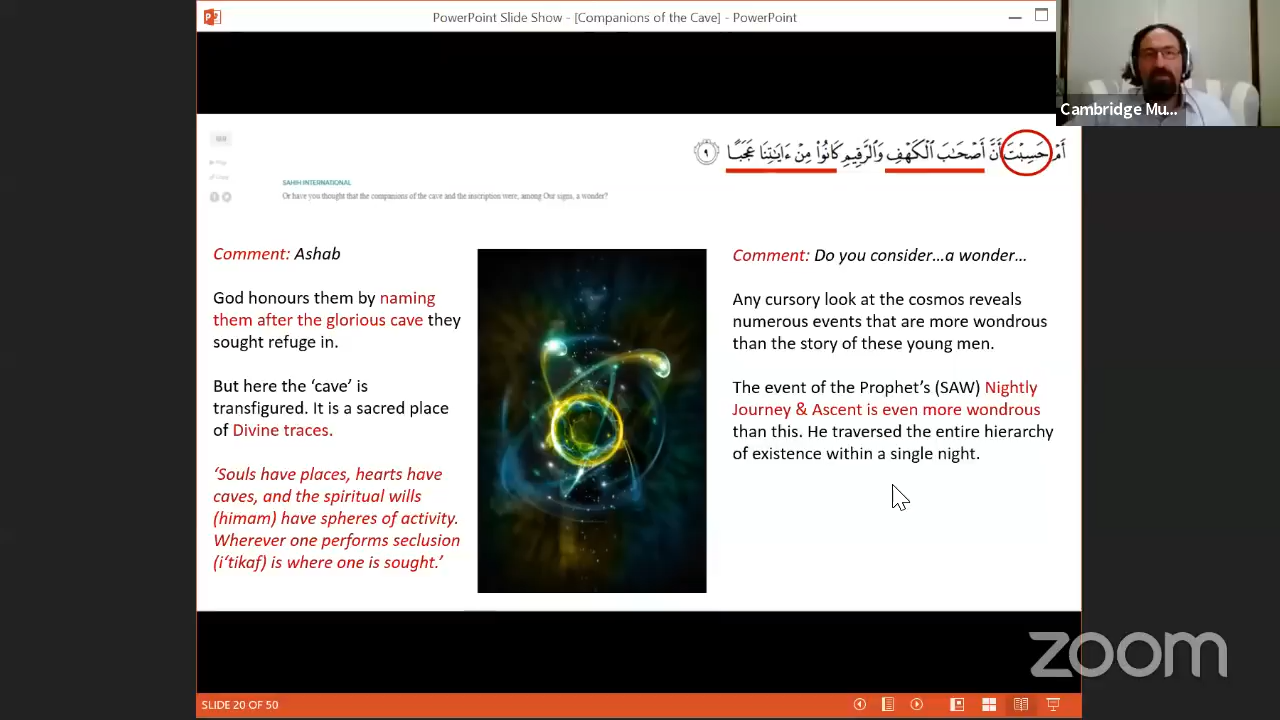 PowerPoint Slide Show - [Companions of the Cave] - PowerPoint
Cambridge Mu...
أَمْ حَسِبْتَ أَنَّ أَصْحَـٰبَ ٱلْكَهْفِ وَٱلرَّقِيمِ كَانُوا۟ مِنْ ءَايَـٰتِنَا عَجَبًا ٩
SAHIH INTERNATIONAL
Or have you thought that the companions of the cave and the inscription were, among Our signs, a wonder?
Comment: Ashab
God honours them by naming
them after the glorious cave they
sought refuge in.
But here the ‘cave’ is
transfigured. It is a sacred place
of Divine traces.
‘Souls have places, hearts have
caves, and the spiritual wills
(himam) have spheres of activity.
Wherever one performs seclusion
(i‘tikaf) is where one is sought.’
Comment: Do you consider...a wonder...
Any cursory look at the cosmos reveals
numerous events that are more wondrous
than the story of these young men.
The event of the Prophet’s (SAW) Nightly
Journey & Ascent is even more wondrous
than this. He traversed the entire hierarchy
of existence within a single night.
zoom
SLIDE 20 OF 50